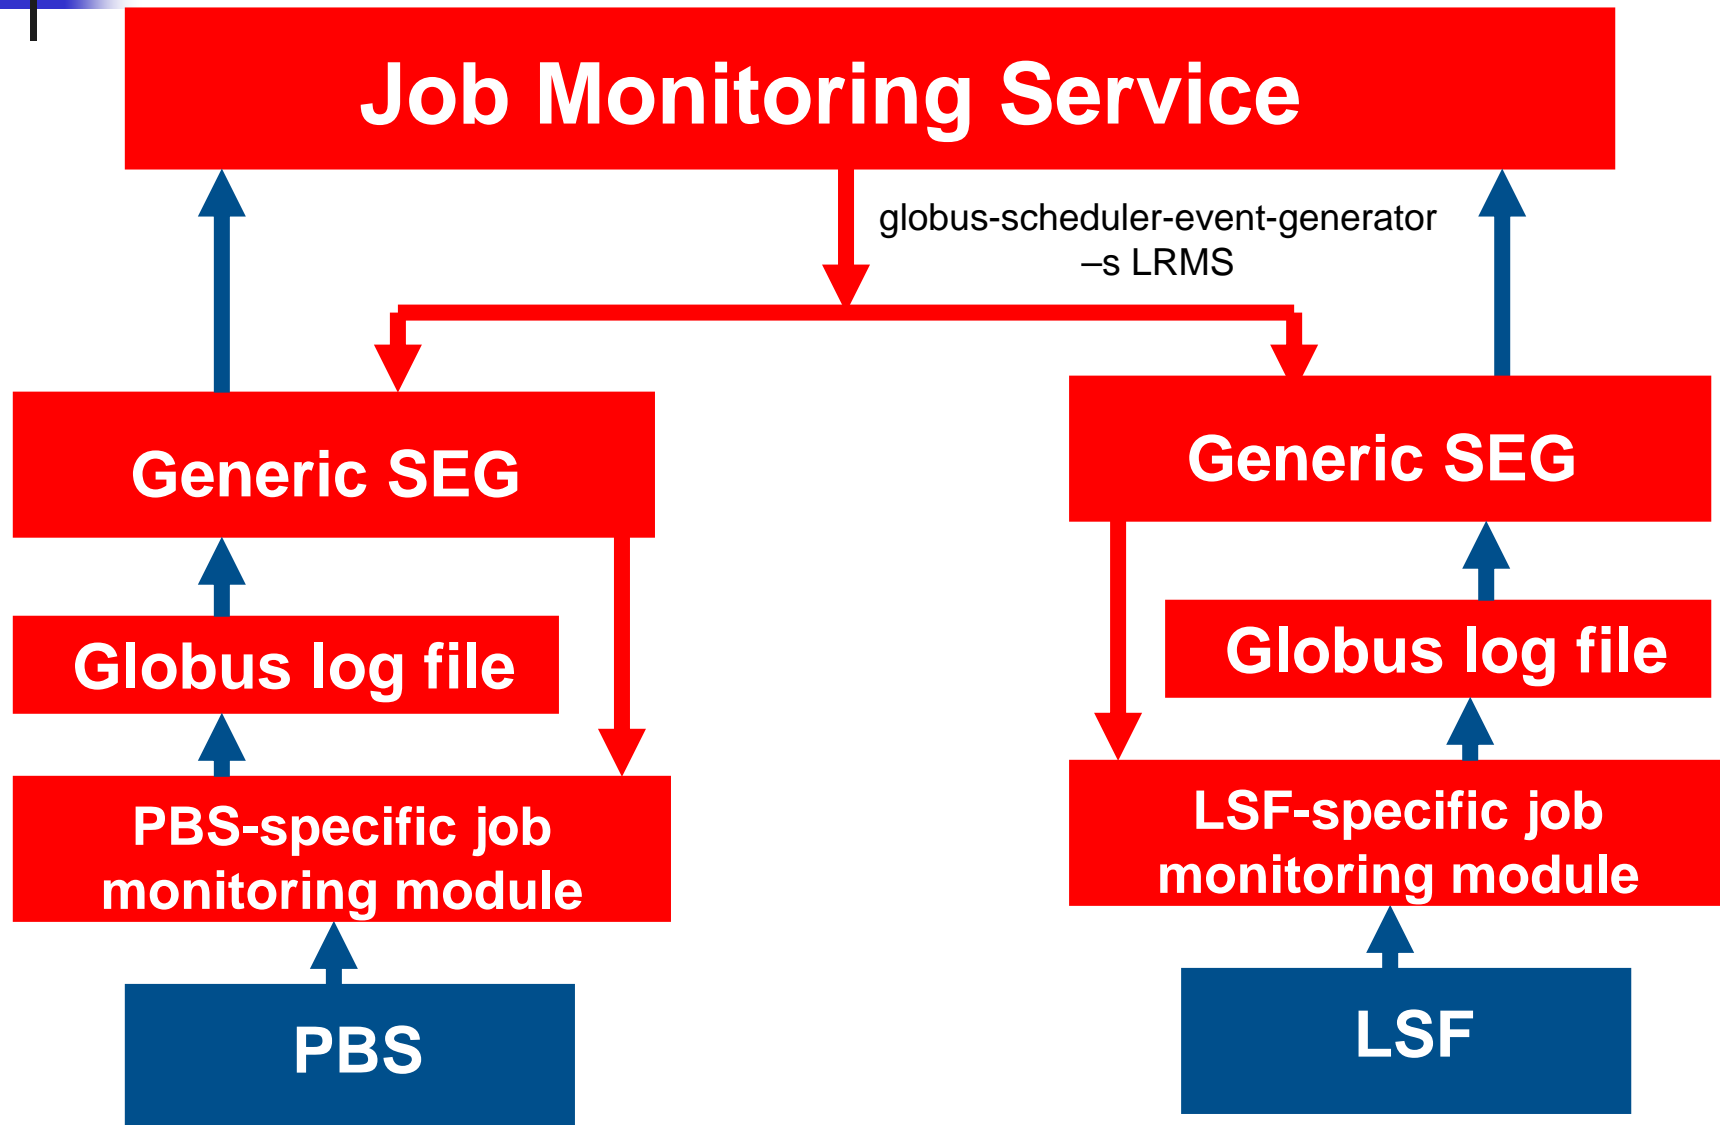 Job Monitoring Service
globus-scheduler-event-generator
–s LRMS
Generic SEG
Generic SEG
Globus log file
Globus log file
PBS-specific job
monitoring module
LSF-specific job
monitoring module
PBS
LSF